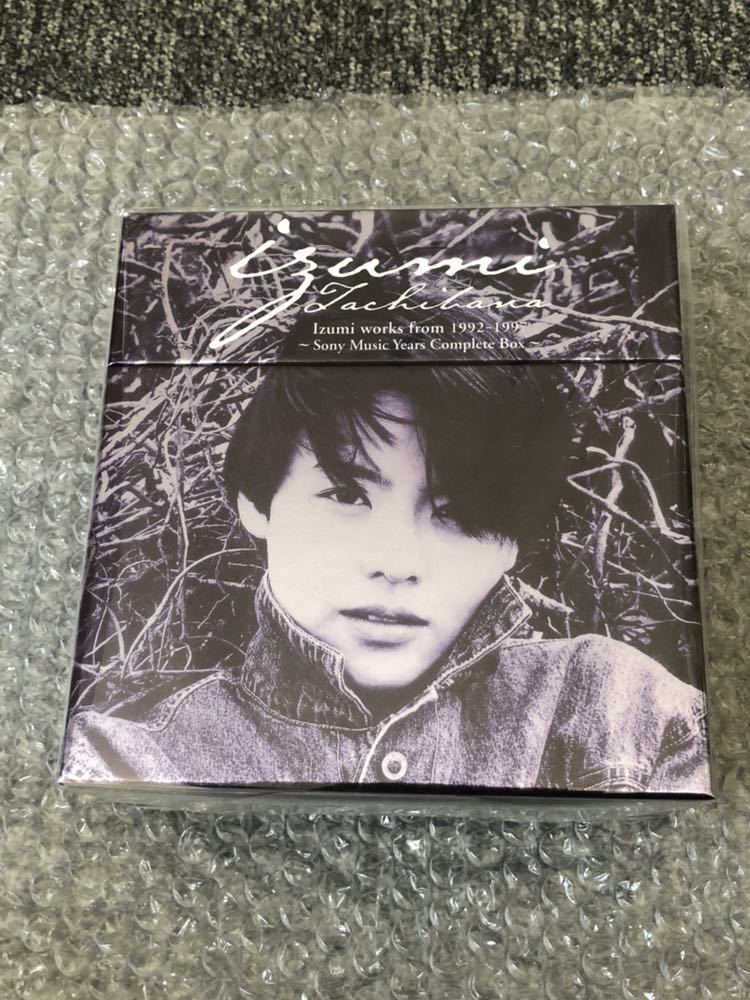 izumi
Tachibana
Izumi works from 1992-1997
~ Sony Music Years Complete Box ~